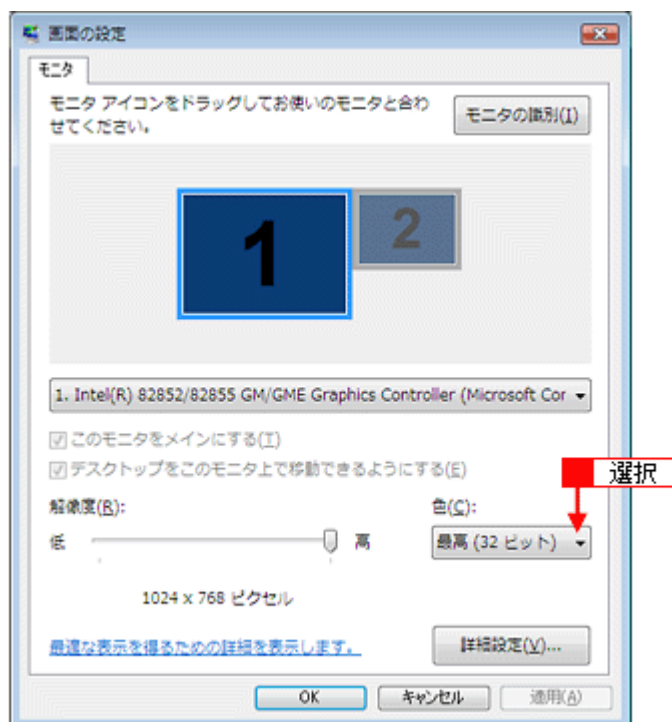 画面の設定
モニタ
モニタ アイコンをドラッグしてお使いのモニタと合わ
せてください。
モニタの識別(I)
1
2
1. Intel(R) 82852/82855 GM/GME Graphics Controller (Microsoft Cor
このモニタをメインにする(T)
デスクトップをこのモニタ上で移動できるようにする(E)
選択
解像度(R):
色(C):
低
高
最高 (32 ビット)
1024 x 768 ピクセル
最適な表示を得るための詳細を表示します。
詳細設定(V)...
OK
キャンセル
適用(A)